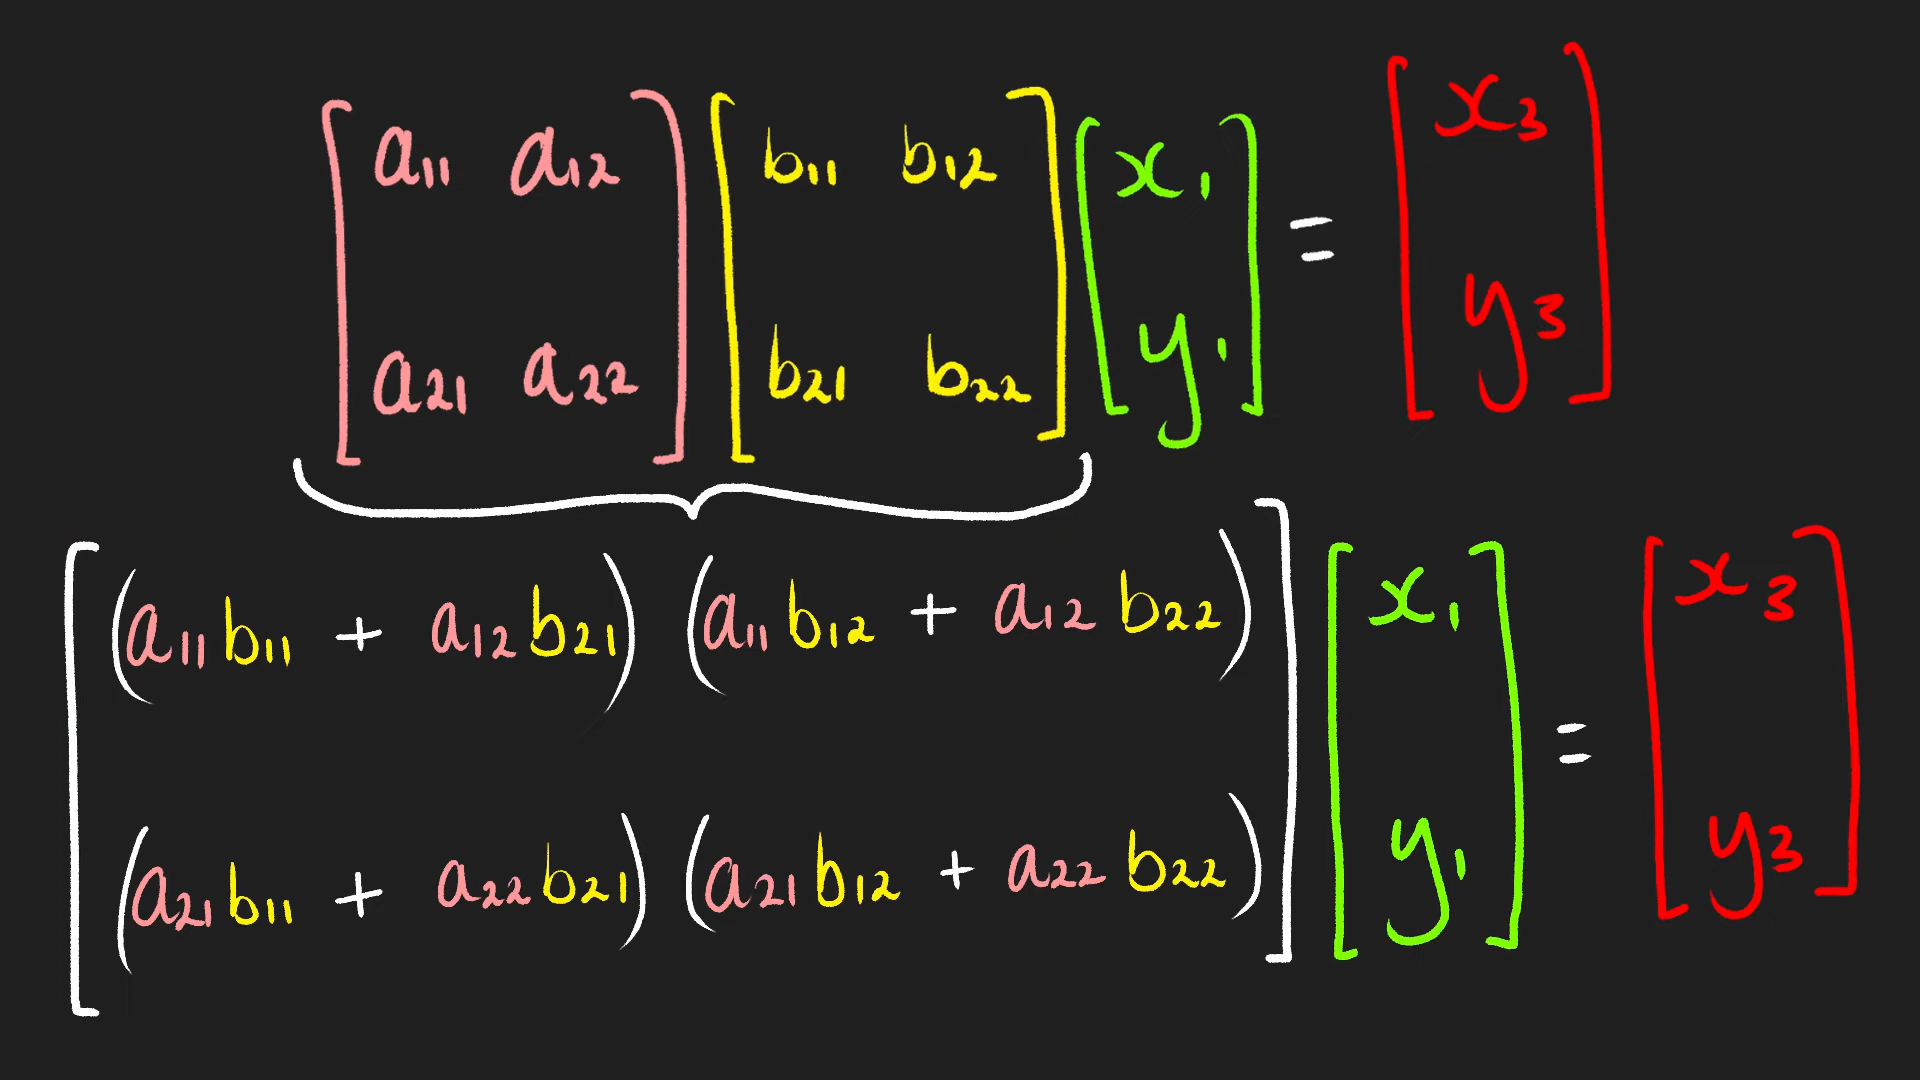 [a11 a12] [b11 b12] [x1] = [x3]
[a21 a22] [b21 b22] [y1] [y3]
[(a11b11 + a12b21) (a11b12 + a12b22)] [x1] = [x3]
[(a21b11 + a22b21) (a21b12 + a22b22)] [y1] [y3]